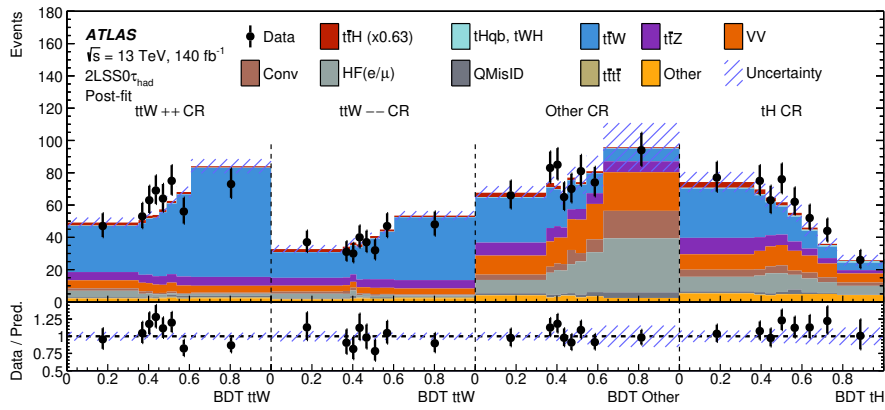 Events
180
160
140
120
100
80
60
40
20
0
ATLAS
√s = 13 TeV, 140 fb⁻¹
2LSS0τhad
Post-fit
Data
tt̄H (x0.63)
tHqb, tWH
tt̄W
tt̄Z
VV
Conv
HF(e/μ)
QMisID
tt̄tt̄
Other
Uncertainty
ttW ++ CR
ttW −− CR
Other CR
tH CR
Data / Pred.
1.25
1
0.75
0.5
0 0.2 0.4 0.6 0.8 0 0.2 0.4 0.6 0.8 0 0.2 0.4 0.6 0.8 0 0.2 0.4 0.6 0.8 1
BDT ttW
BDT ttW
BDT Other
BDT tH